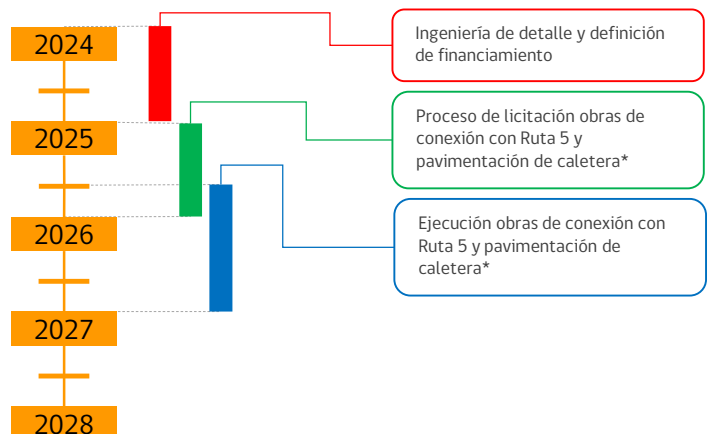 2024
Ingeniería de detalle y definición
de financiamiento
2025
Proceso de licitación obras de
conexión con Ruta 5 y
pavimentación de caletera*
2026
Ejecución obras de conexión con
Ruta 5 y pavimentación de
caletera*
2027
2028